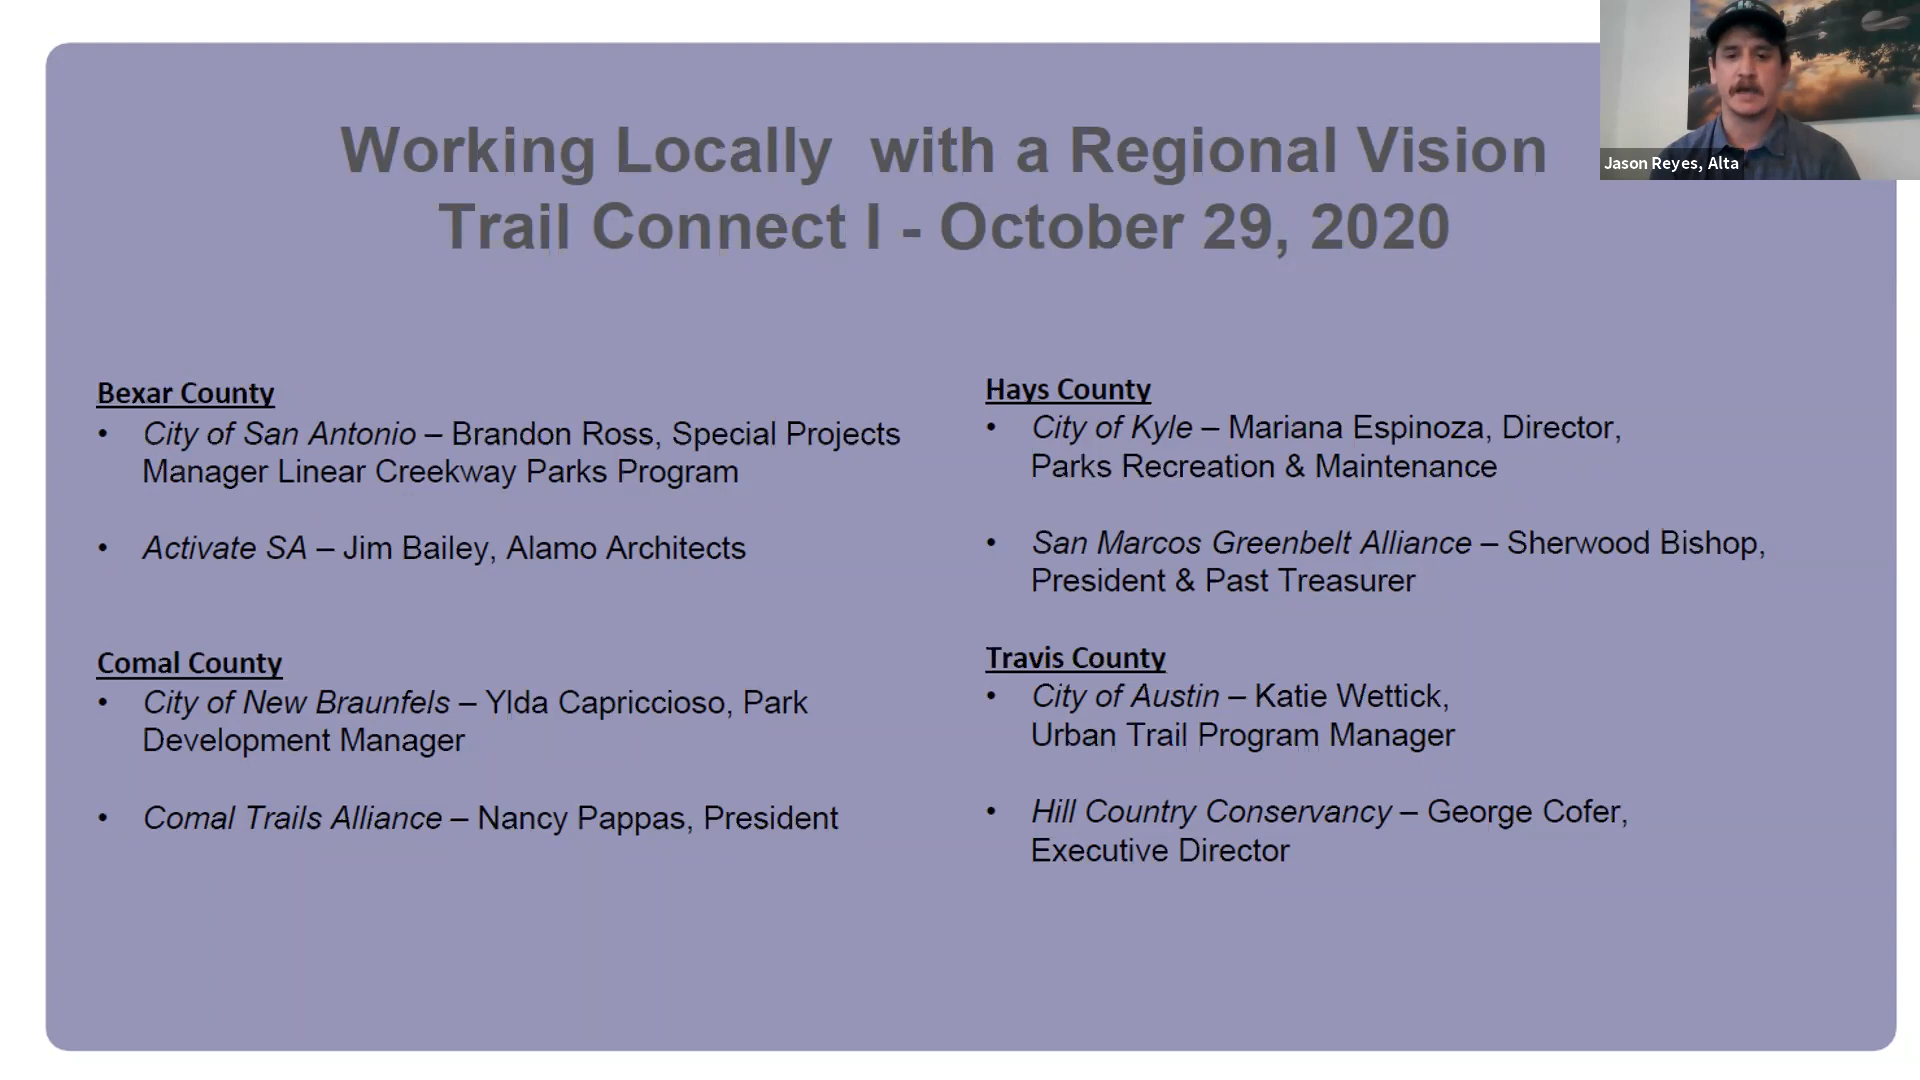 Working Locally  with a Regional Vision
Trail Connect I - October 29, 2020
Jason Reyes, Alta
Bexar County
• City of San Antonio – Brandon Ross, Special Projects
Manager Linear Creekway Parks Program
• Activate SA – Jim Bailey, Alamo Architects
Comal County
• City of New Braunfels – Ylda Capriccioso, Park
Development Manager
• Comal Trails Alliance – Nancy Pappas, President
Hays County
• City of Kyle – Mariana Espinoza, Director,
Parks Recreation & Maintenance
• San Marcos Greenbelt Alliance – Sherwood Bishop,
President & Past Treasurer
Travis County
• City of Austin – Katie Wettick,
Urban Trail Program Manager
• Hill Country Conservancy – George Cofer,
Executive Director